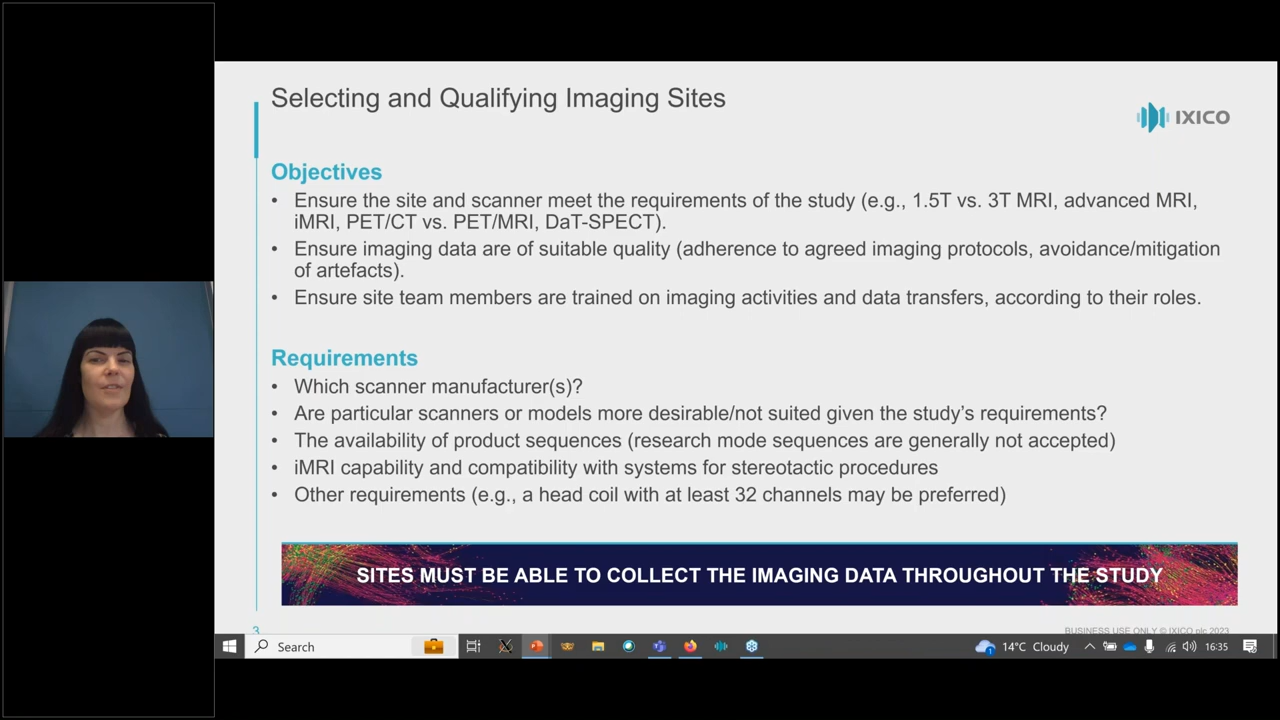 Selecting and Qualifying Imaging Sites
IXICO
Objectives
• Ensure the site and scanner meet the requirements of the study (e.g., 1.5T vs. 3T MRI, advanced MRI,
iMRI, PET/CT vs. PET/MRI, DaT-SPECT).
• Ensure imaging data are of suitable quality (adherence to agreed imaging protocols, avoidance/mitigation
of artefacts).
• Ensure site team members are trained on imaging activities and data transfers, according to their roles.
Requirements
• Which scanner manufacturer(s)?
• Are particular scanners or models more desirable/not suited given the study's requirements?
• The availability of product sequences (research mode sequences are generally not accepted)
• iMRI capability and compatibility with systems for stereotactic procedures
• Other requirements (e.g., a head coil with at least 32 channels may be preferred)
SITES MUST BE ABLE TO COLLECT THE IMAGING DATA THROUGHOUT THE STUDY
3
BUSINESS USE ONLY © IXICO plc 2023
Search
14°C Cloudy
16:35